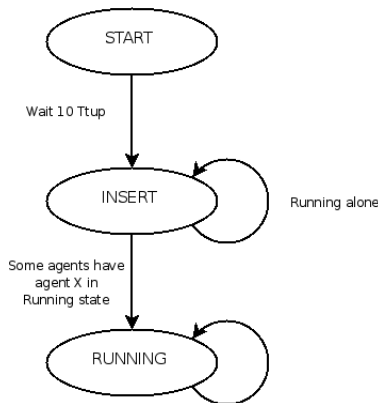 START
Wait 10 Ttup
INSERT
Running alone
Some agents have
agent X in
Running state
RUNNING